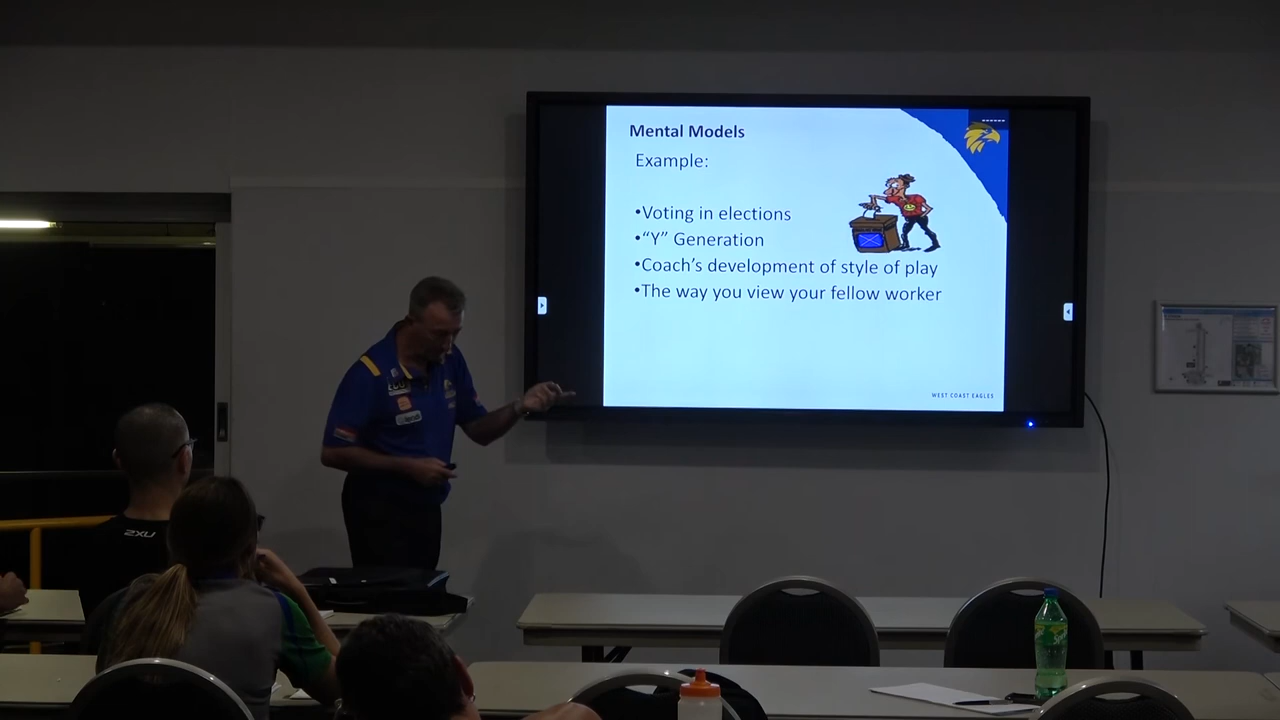 Mental Models
Example:
•Voting in elections
•“Y” Generation
•Coach’s development of style of play
•The way you view your fellow worker
WEST COAST EAGLES
2XU